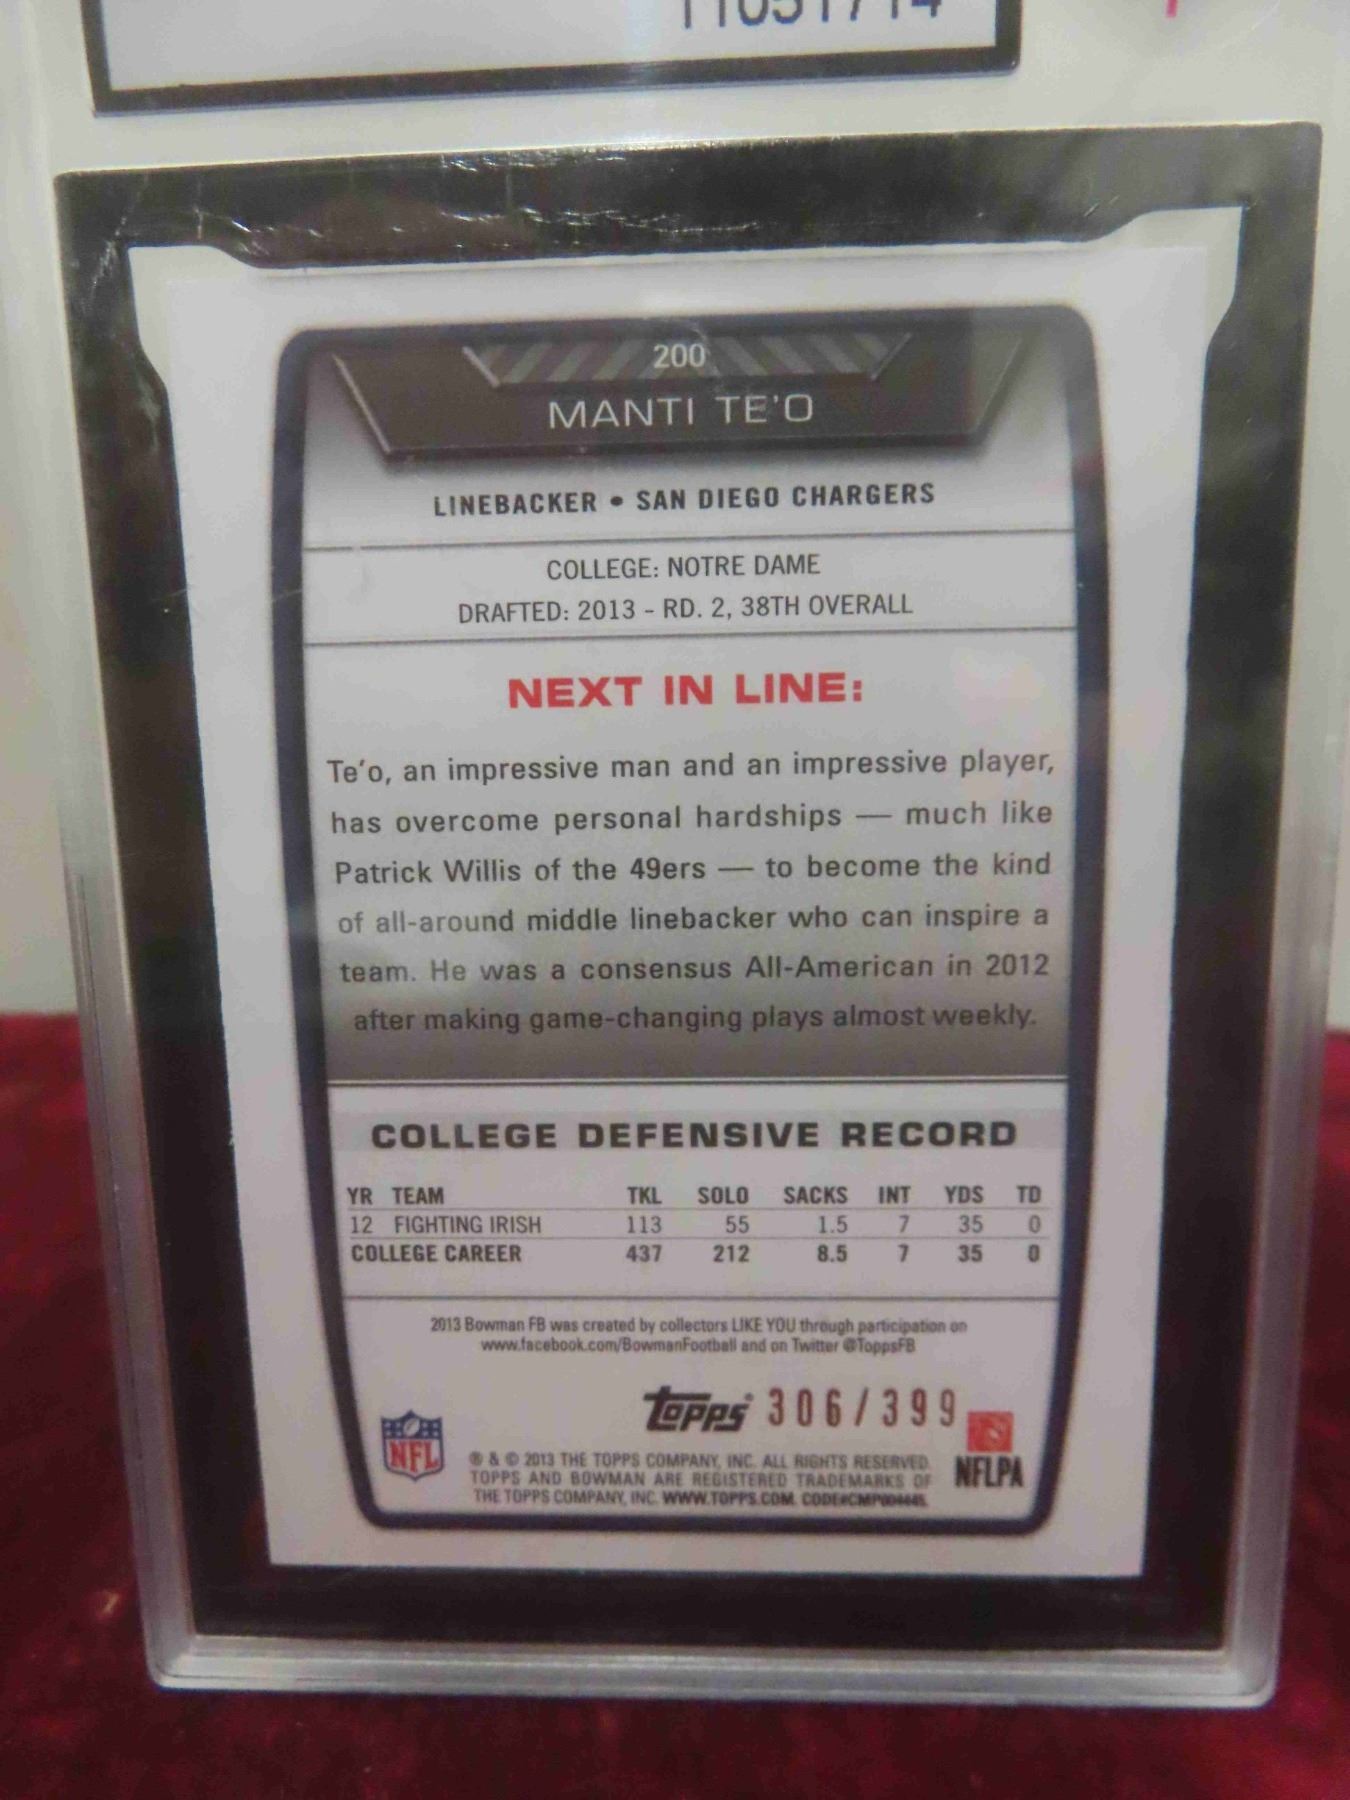 200
MANTI TE'O
LINEBACKER • SAN DIEGO CHARGERS
COLLEGE: NOTRE DAME
DRAFTED: 2013 - RD. 2, 38TH OVERALL
NEXT IN LINE:
Te'o, an impressive man and an impressive player,
has overcome personal hardships — much like
Patrick Willis of the 49ers — to become the kind
of all-around middle linebacker who can inspire a
team. He was a consensus All-American in 2012
after making game-changing plays almost weekly.
COLLEGE DEFENSIVE RECORD
YR TEAM TKL SOLO SACKS INT YDS TD
12 FIGHTING IRISH 113 55 1.5 7 35 0
COLLEGE CAREER 437 212 8.5 7 35 0
2013 Bowman FB was created by collectors LIKE YOU through participation on
www.facebook.com/BowmanFootball and on Twitter @ToppsFB
Topps® 306/399
NFL
® & © 2013 THE TOPPS COMPANY, INC. ALL RIGHTS RESERVED.
TOPPS AND BOWMAN ARE REGISTERED TRADEMARKS OF
THE TOPPS COMPANY, INC. WWW.TOPPS.COM.
NFLPA